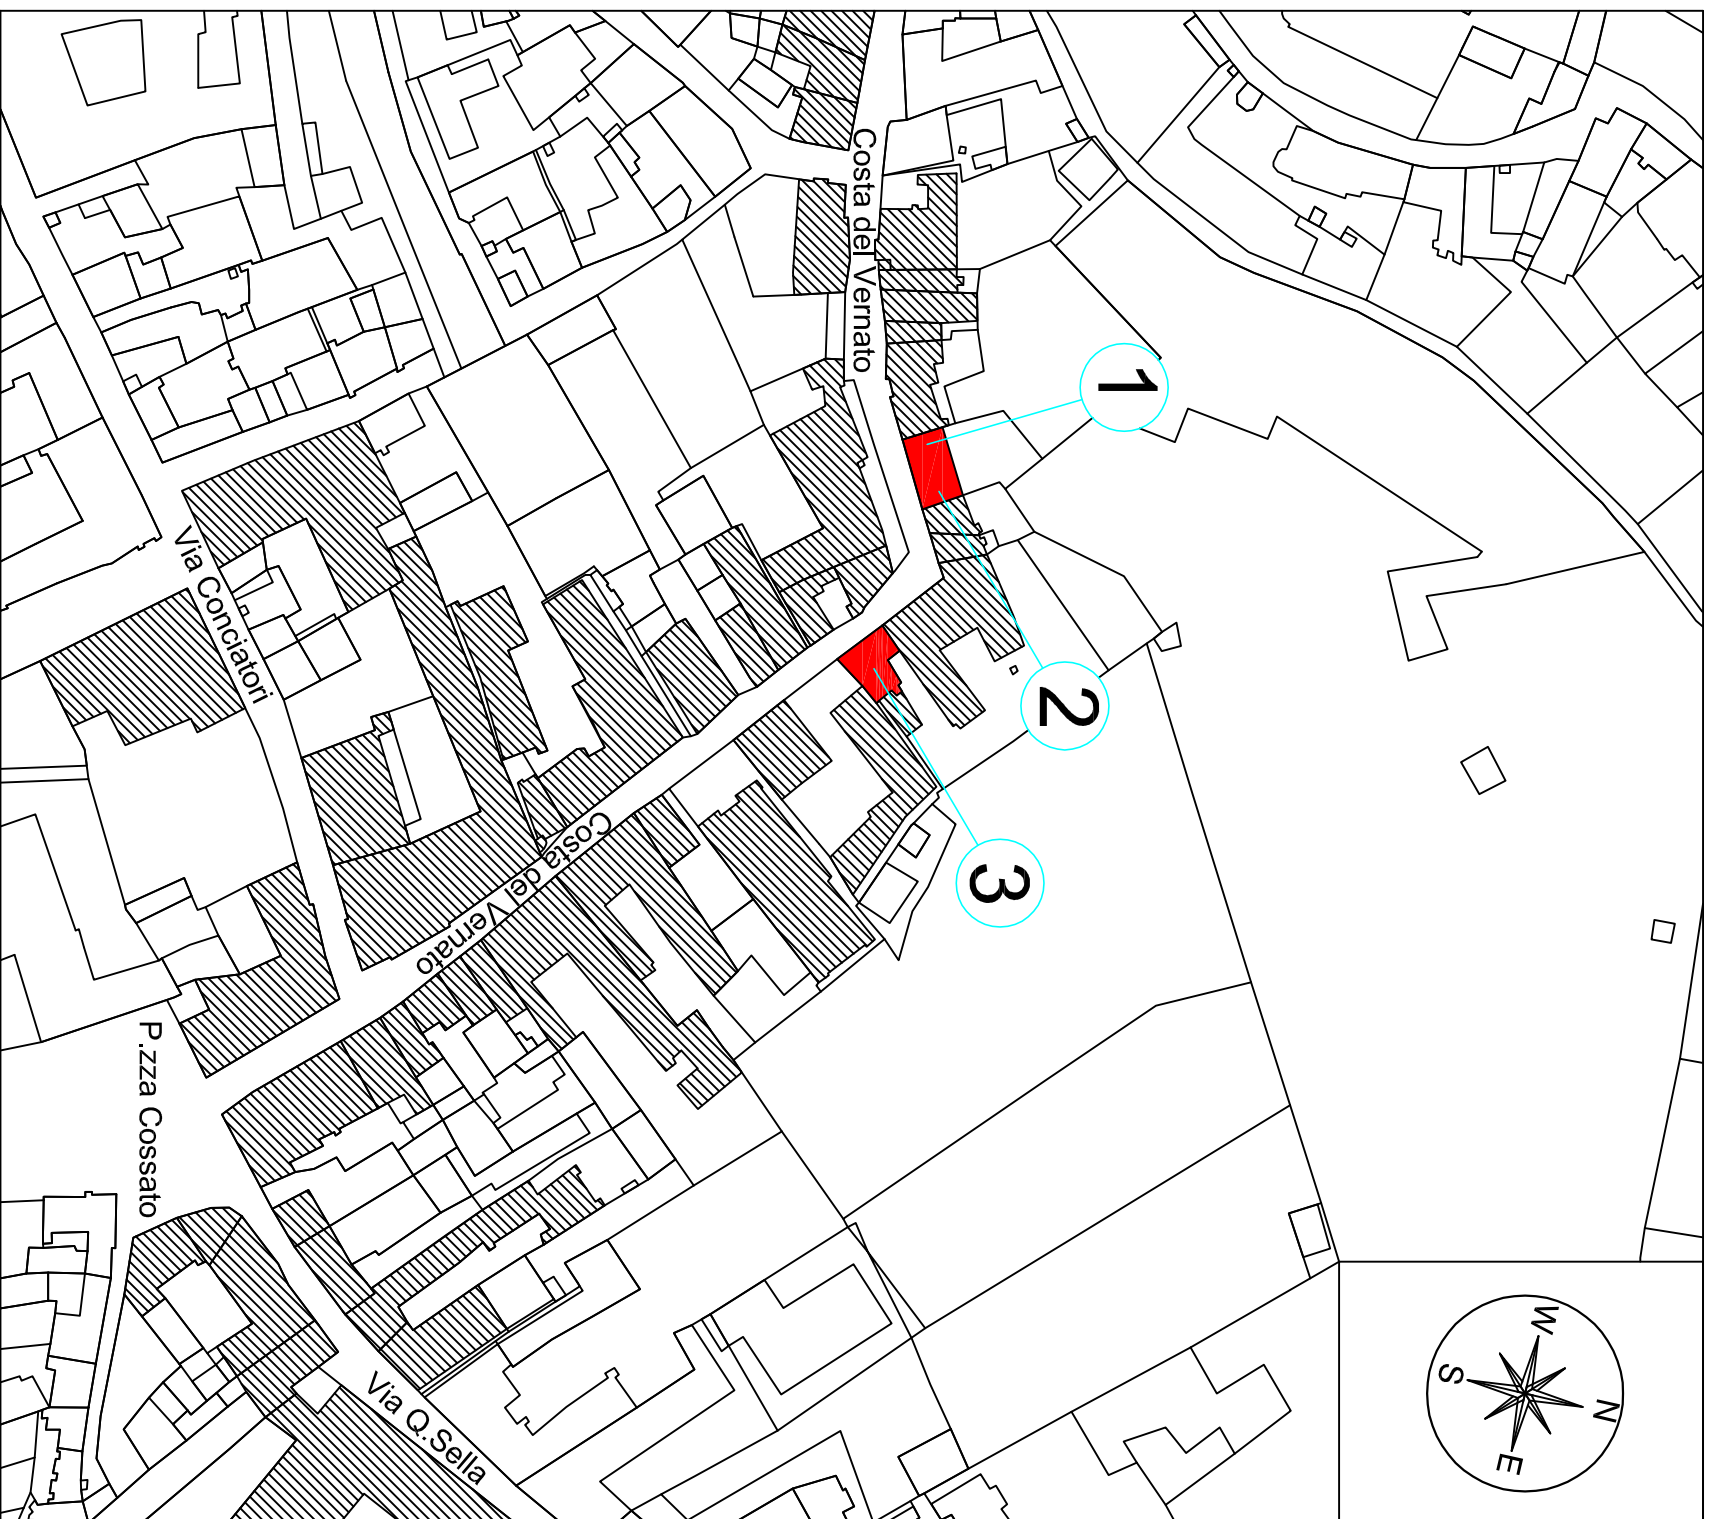 Costa del Vernato
1
2
3
Via Conciatori
Costa del Vernato
P.zza Cossato
Via Q.Sella
W
S
N
E